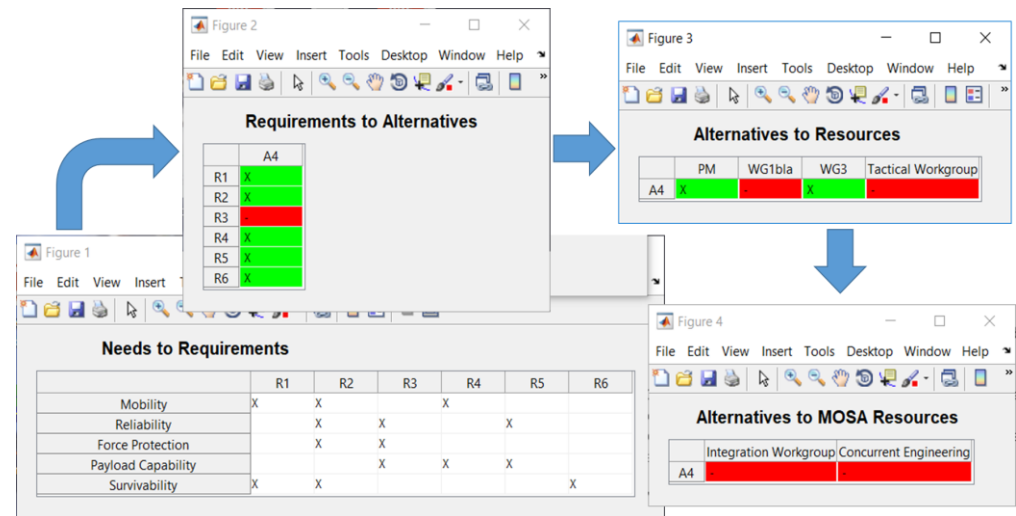 Figure 2
File Edit View Insert Tools Desktop Window Help
»
Requirements to Alternatives
A4
R1 X
R2 X
R3 -
R4 X
R5 X
R6 X
Figure 3
File Edit View Insert Tools Desktop Window Help
»
Alternatives to Resources
PM WG1bla WG3 Tactical Workgroup
A4 X - X -
Figure 1
File Edit View Insert
Needs to Requirements
R1 R2 R3 R4 R5 R6
Mobility X X X
Reliability X X X
Force Protection X X
Payload Capability X X X
Survivability X X X
Figure 4
File Edit View Insert Tools Desktop Window Help
»
Alternatives to MOSA Resources
Integration Workgroup Concurrent Engineering
A4 - -